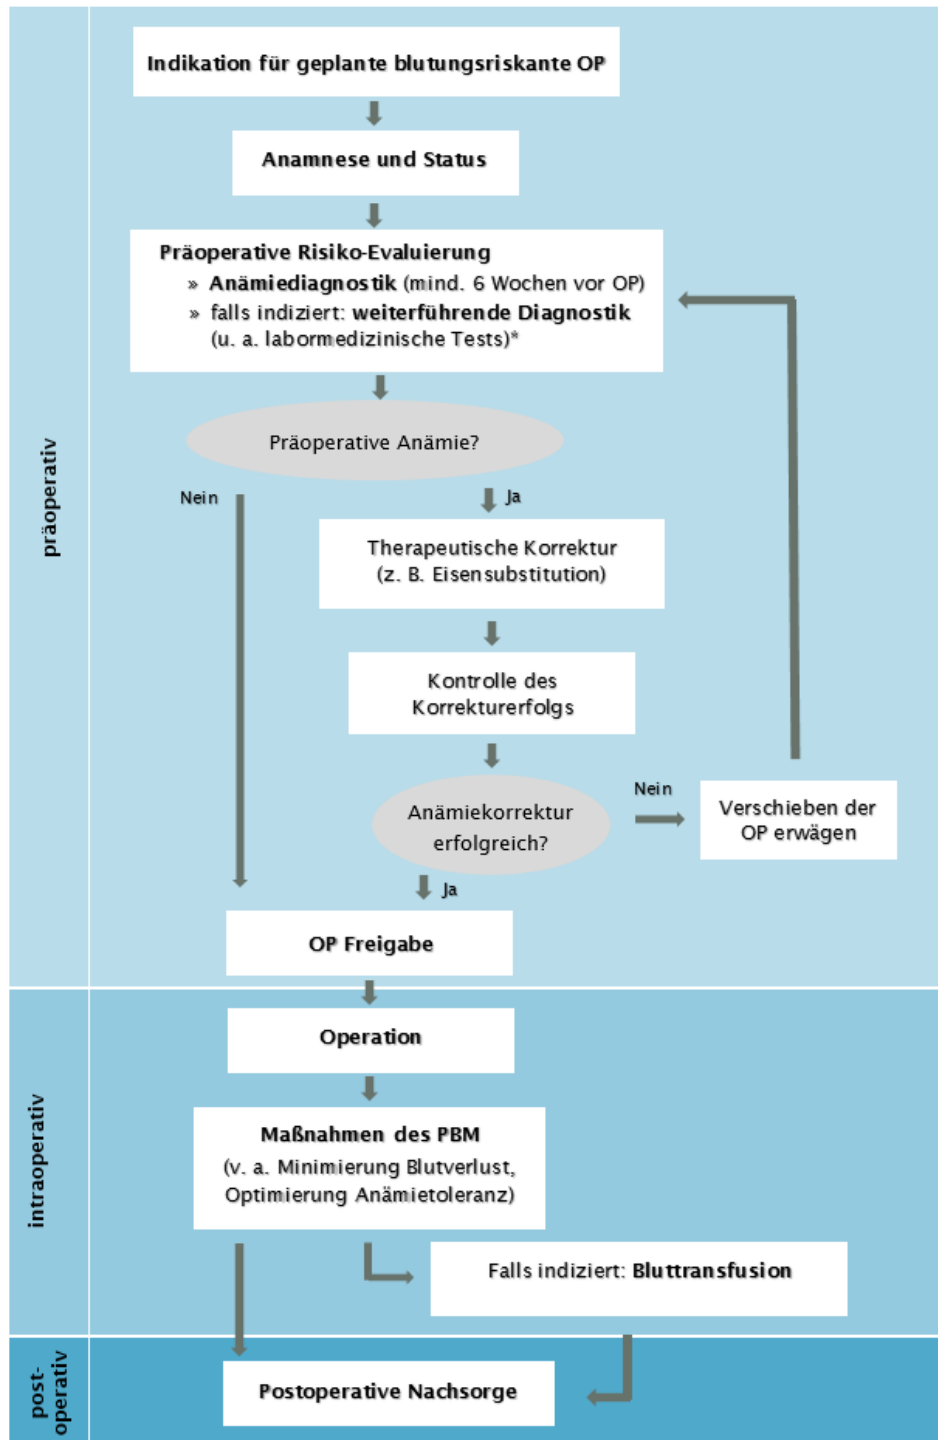 Indikation für geplante blutungsriskante OP
Anamnese und Status
Präoperative Risiko-Evaluierung
» Anämiediagnostik (mind. 6 Wochen vor OP)
» falls indiziert: weiterführende Diagnostik
(u. a. labormedizinische Tests)*
Präoperative Anämie?
Nein
Ja
Therapeutische Korrektur
(z. B. Eisensubstitution)
Kontrolle des
Korrekturerfolgs
Anämiekorrektur
erfolgreich?
Nein
Verschieben der
OP erwägen
Ja
OP Freigabe
präoperativ
Operation
Maßnahmen des PBM
(v. a. Minimierung Blutverlust,
Optimierung Anämietoleranz)
Falls indiziert: Bluttransfusion
intraoperativ
Postoperative Nachsorge
post-
operativ